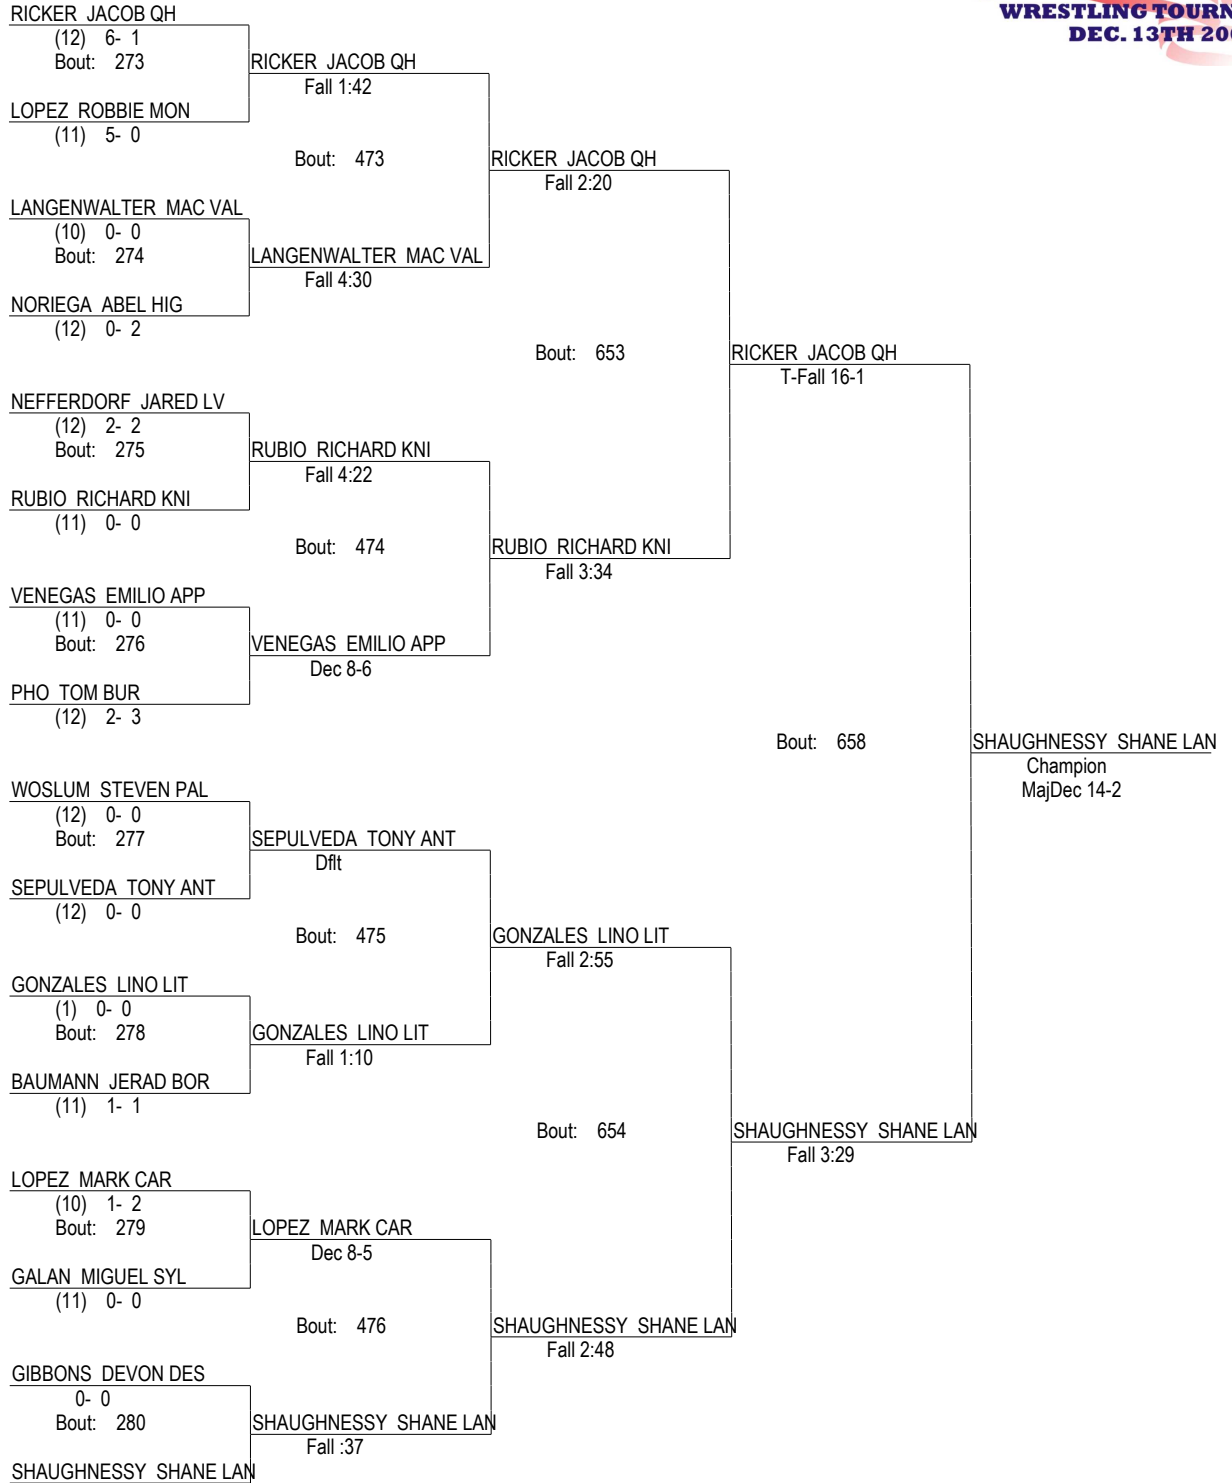 WRESTLING TOURN
DEC. 13TH 20
RICKER JACOB QH
(12) 6- 1
Bout: 273
RICKER JACOB QH
Fall 1:42
LOPEZ ROBBIE MON
(11) 5- 0
Bout: 473
RICKER JACOB QH
Fall 2:20
LANGENWALTER MAC VAL
(10) 0- 0
Bout: 274
LANGENWALTER MAC VAL
Fall 4:30
NORIEGA ABEL HIG
(12) 0- 2
Bout: 653
RICKER JACOB QH
T-Fall 16-1
NEFFERDORF JARED LV
(12) 2- 2
Bout: 275
RUBIO RICHARD KNI
Fall 4:22
RUBIO RICHARD KNI
(11) 0- 0
Bout: 474
RUBIO RICHARD KNI
Fall 3:34
VENEGAS EMILIO APP
(11) 0- 0
Bout: 276
VENEGAS EMILIO APP
Dec 8-6
PHO TOM BUR
(12) 2- 3
Bout: 658
SHAUGHNESSY SHANE LAN
Champion
MajDec 14-2
WOSLUM STEVEN PAL
(12) 0- 0
Bout: 277
SEPULVEDA TONY ANT
Dflt
SEPULVEDA TONY ANT
(12) 0- 0
Bout: 475
GONZALES LINO LIT
Fall 2:55
GONZALES LINO LIT
(1) 0- 0
Bout: 278
GONZALES LINO LIT
Fall 1:10
BAUMANN JERAD BOR
(11) 1- 1
Bout: 654
SHAUGHNESSY SHANE LAN
Fall 3:29
LOPEZ MARK CAR
(10) 1- 2
Bout: 279
LOPEZ MARK CAR
Dec 8-5
GALAN MIGUEL SYL
(11) 0- 0
Bout: 476
SHAUGHNESSY SHANE LAN
Fall 2:48
GIBBONS DEVON DES
0- 0
Bout: 280
SHAUGHNESSY SHANE LAN
Fall :37
SHAUGHNESSY SHANE LAN